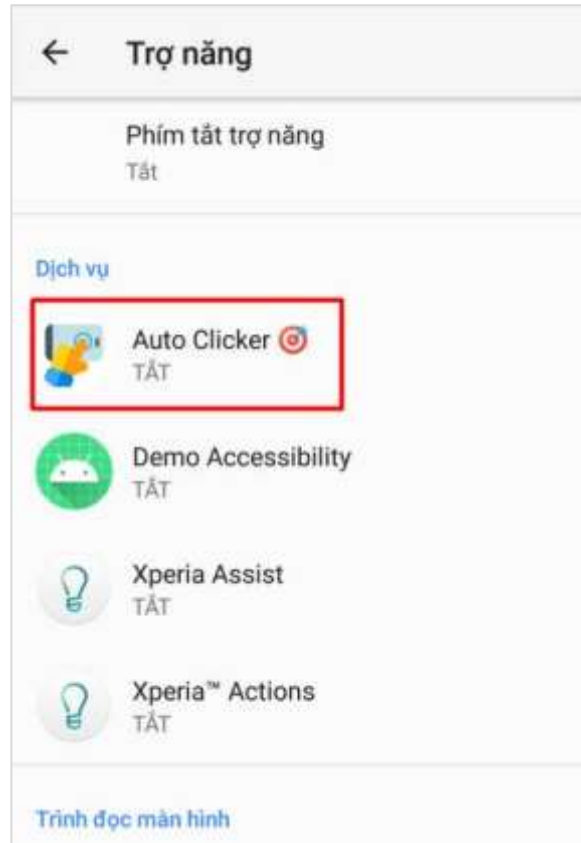 Trợ năng
Phím tắt trợ năng
Tắt
Dịch vụ
Auto Clicker
TẮT
Demo Accessibility
TẮT
Xperia Assist
TẮT
Xperia™ Actions
TẮT
Trình đọc màn hình